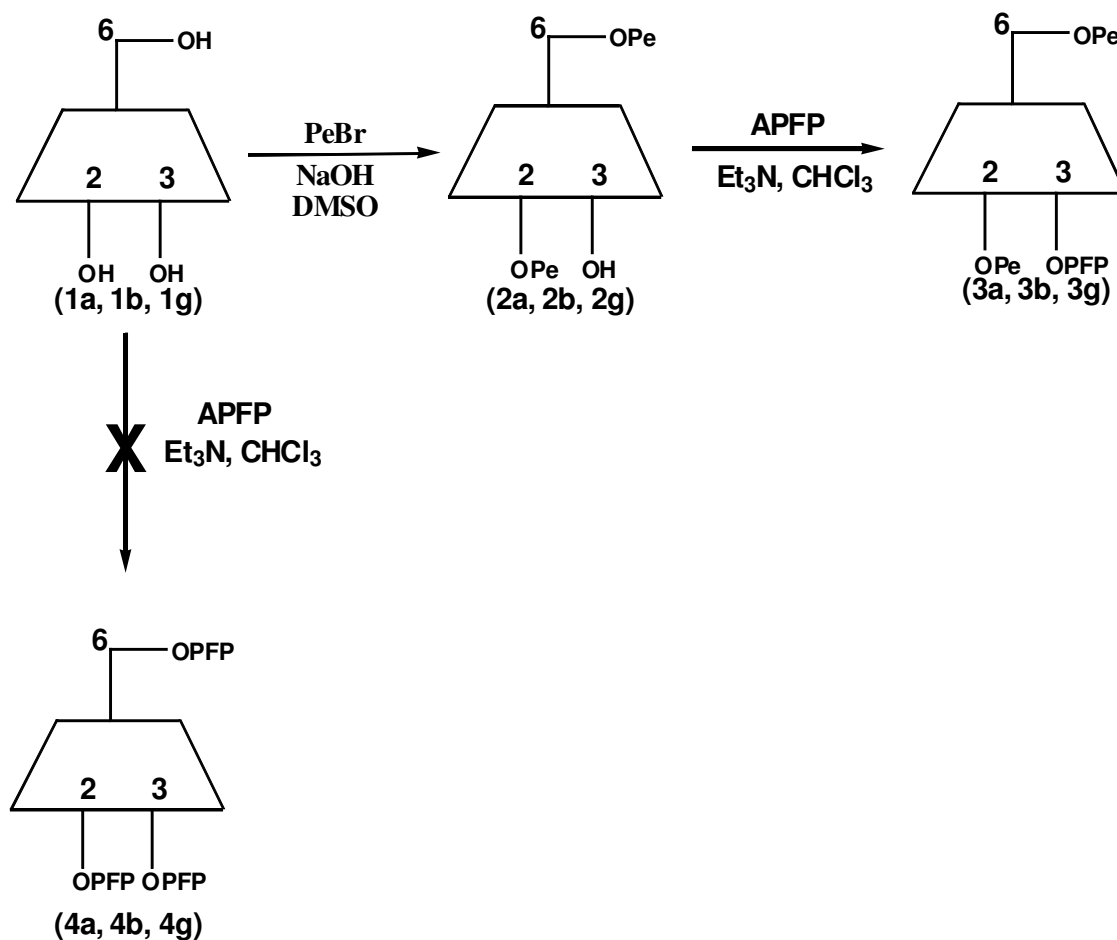 6
OH
2 3
OH OH
(1a, 1b, 1g)
PeBr
NaOH
DMSO
6
OPe
2 3
OPe OH
(2a, 2b, 2g)
APFP
Et₃N, CHCl₃
6
OPe
2 3
OPe OPFP
(3a, 3b, 3g)
X
APFP
Et₃N, CHCl₃
6
OPFP
2 3
OPFP OPFP
(4a, 4b, 4g)